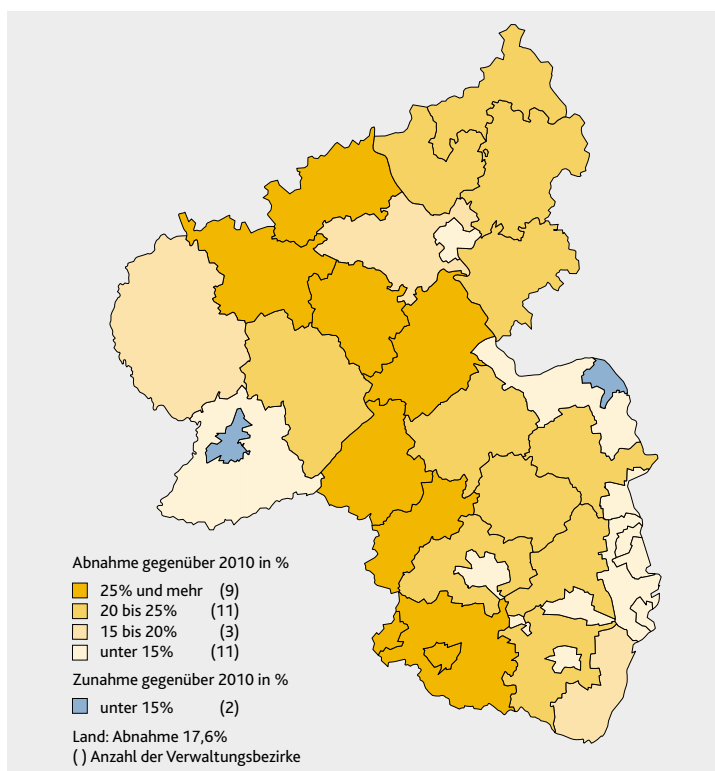 Abnahme gegenüber 2010 in %
25% und mehr (9)
20 bis 25% (11)
15 bis 20% (3)
unter 15% (11)
Zunahme gegenüber 2010 in %
unter 15% (2)
Land: Abnahme 17,6%
( ) Anzahl der Verwaltungsbezirke